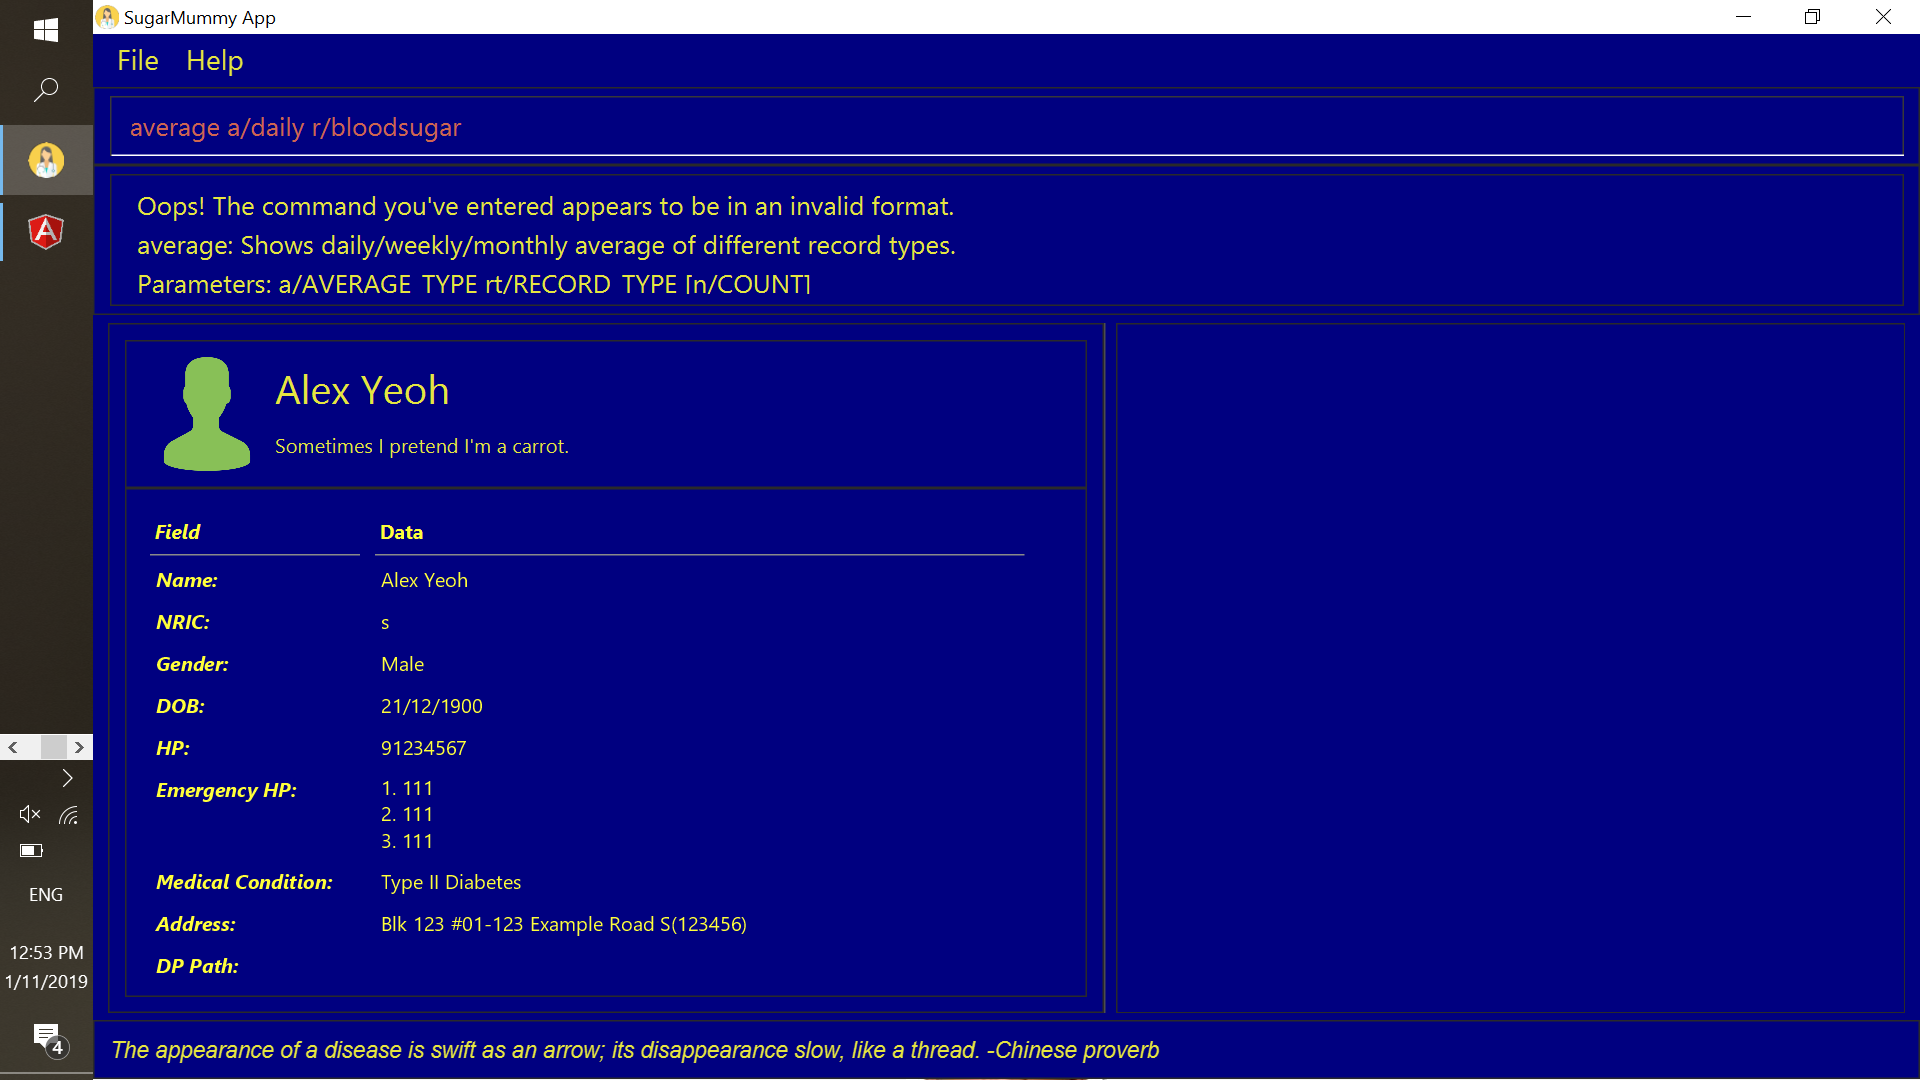 SugarMummy App
File Help
average a/daily r/bloodsugar
Oops! The command you've entered appears to be in an invalid format.
average: Shows daily/weekly/monthly average of different record types.
Parameters: a/AVERAGE_TYPE rt/RECORD_TYPE [n/COUNT]
Alex Yeoh
Sometimes I pretend I'm a carrot.
Field Data
Name: Alex Yeoh
NRIC: s
Gender: Male
DOB: 21/12/1900
HP: 91234567
Emergency HP: 1. 111
2. 111
3. 111
Medical Condition: Type II Diabetes
Address: Blk 123 #01-123 Example Road S(123456)
DP Path:
The appearance of a disease is swift as an arrow; its disappearance slow, like a thread. -Chinese proverb
A
ENG
12:53 PM
1/11/2019
4